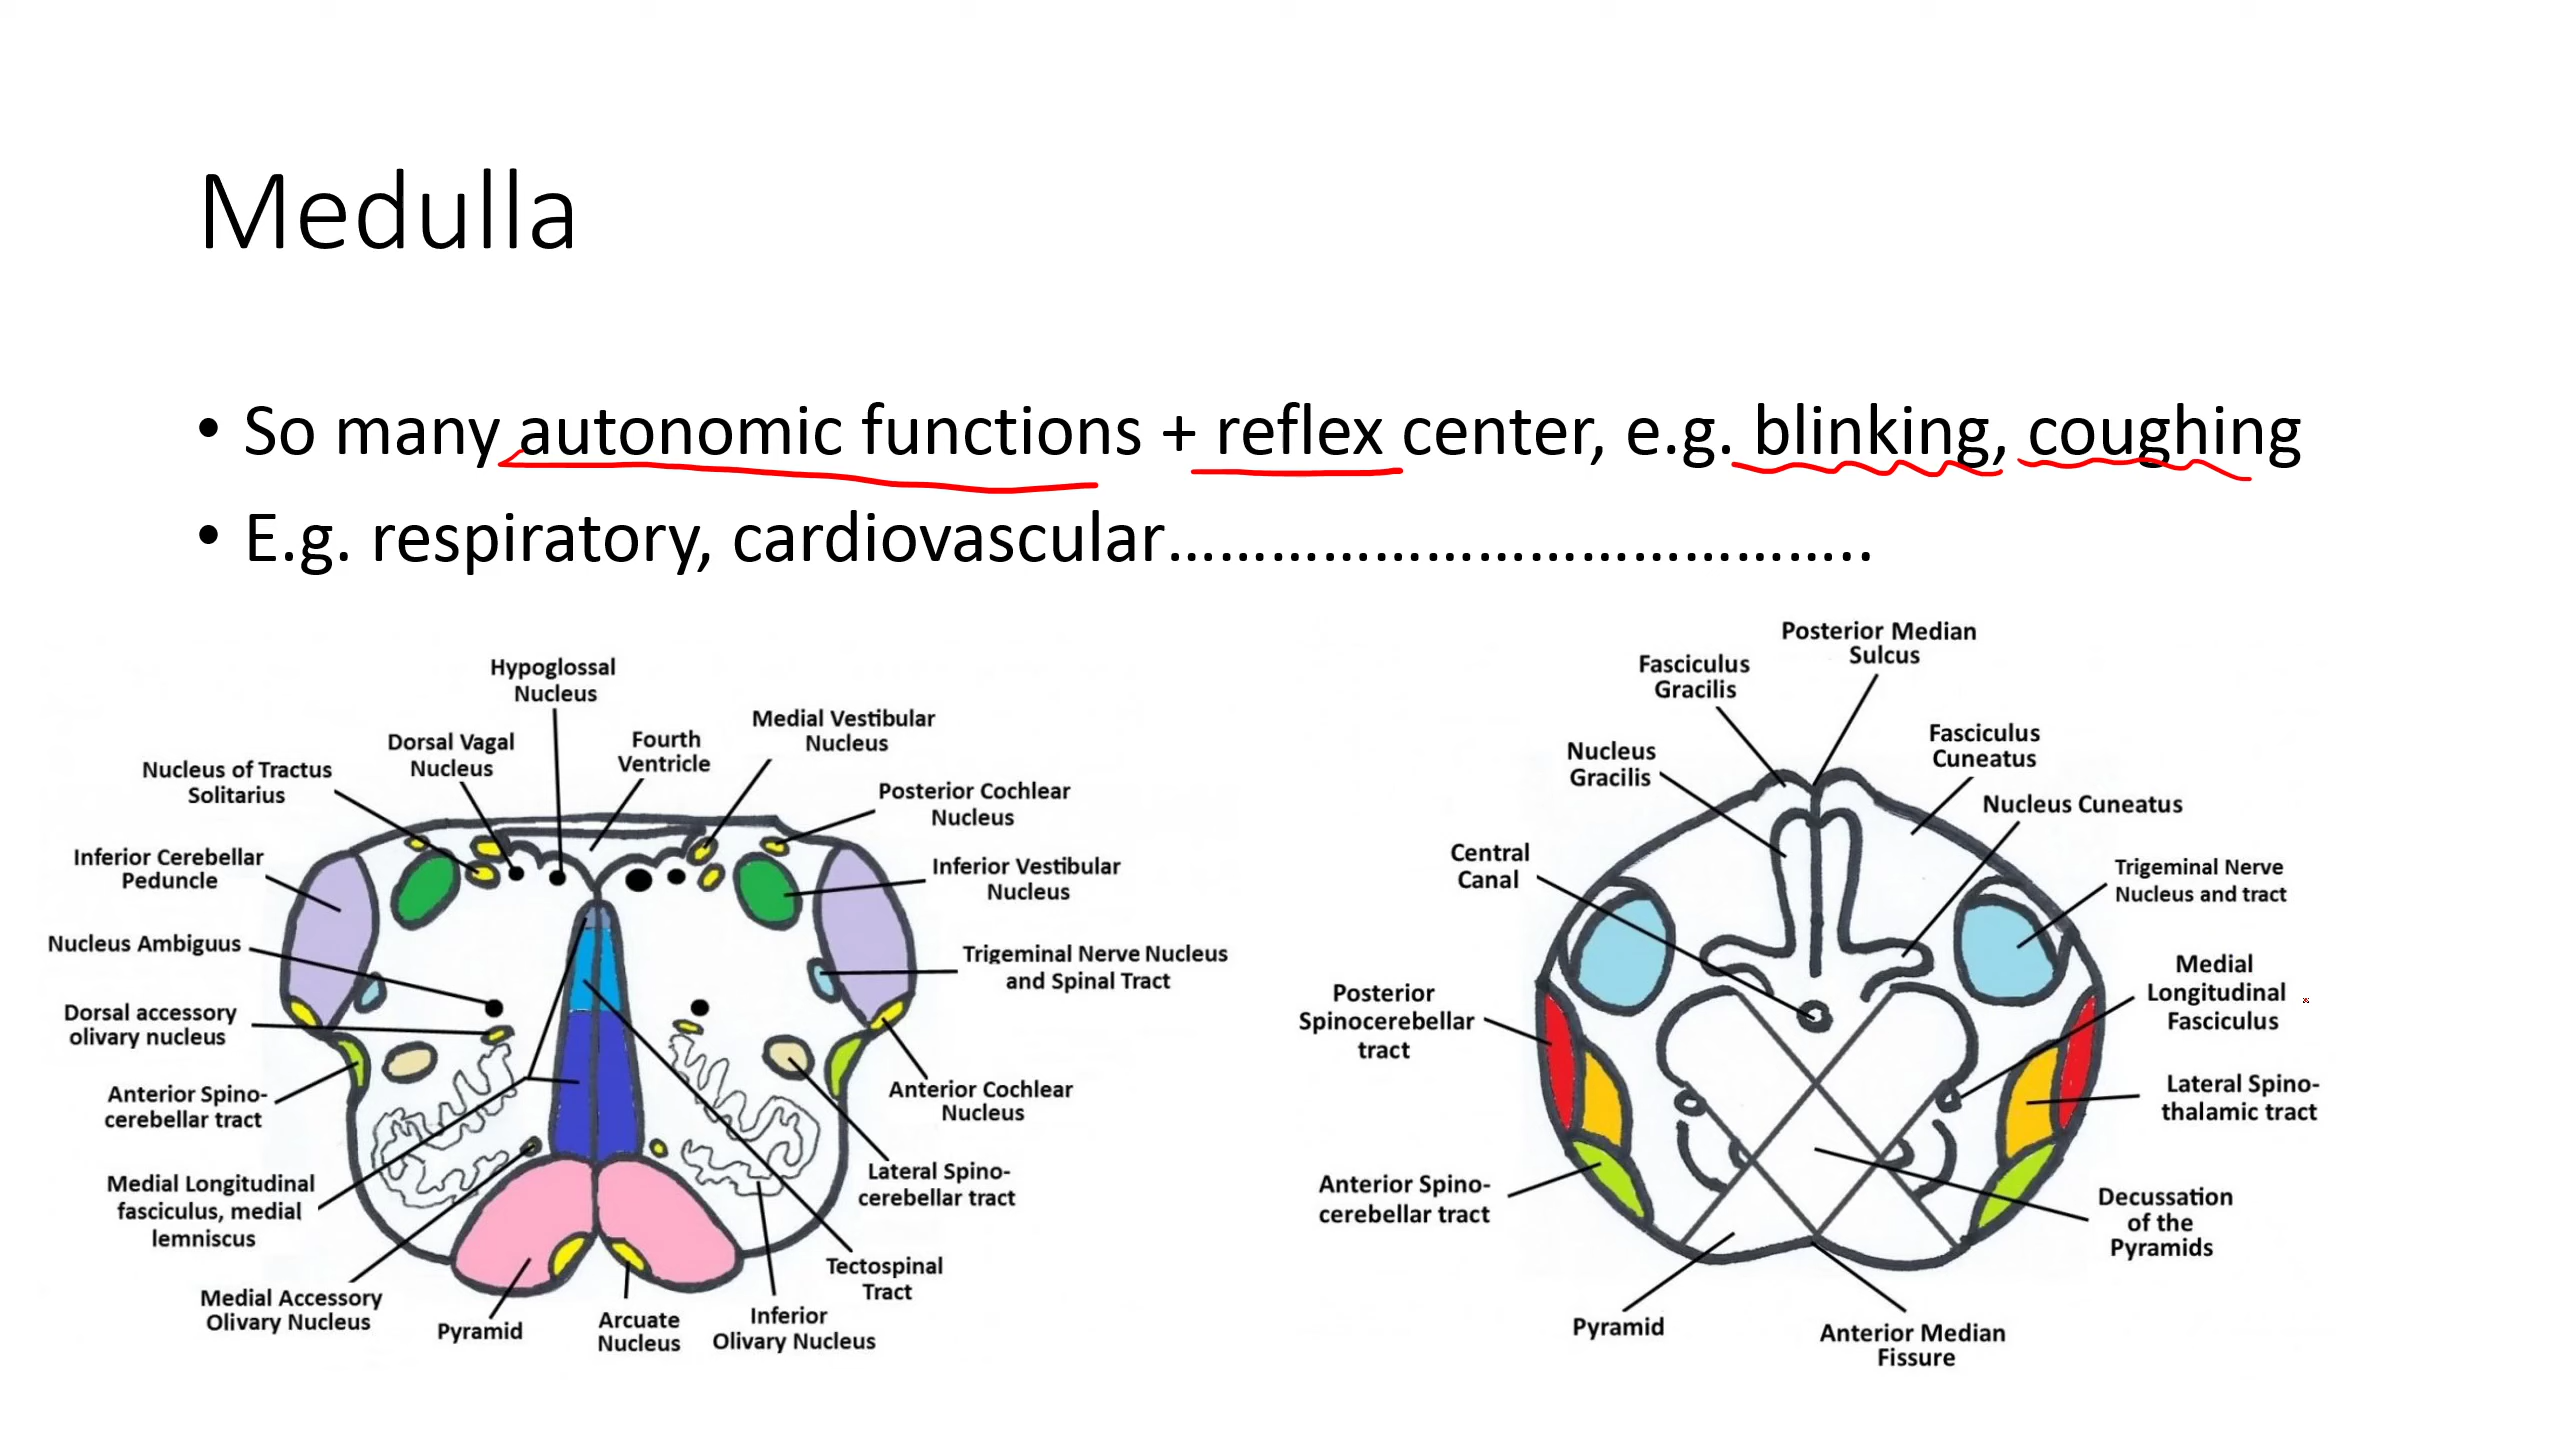 Medulla
• So many autonomic functions + reflex center, e.g. blinking, coughing
• E.g. respiratory, cardiovascular…………………………………..
Hypoglossal
Nucleus
Dorsal Vagal
Nucleus
Fourth
Ventricle
Medial Vestibular
Nucleus
Nucleus of Tractus
Solitarius
Posterior Cochlear
Nucleus
Inferior Cerebellar
Peduncle
Inferior Vestibular
Nucleus
Nucleus Ambiguus
Trigeminal Nerve Nucleus
and Spinal Tract
Dorsal accessory
olivary nucleus
Anterior Spino-
cerebellar tract
Anterior Cochlear
Nucleus
Medial Longitudinal
fasciculus, medial
lemniscus
Lateral Spino-
cerebellar tract
Medial Accessory
Olivary Nucleus
Pyramid
Arcuate
Nucleus
Inferior
Olivary Nucleus
Tectospinal
Tract
Posterior Median
Sulcus
Fasciculus
Gracilis
Nucleus
Gracilis
Fasciculus
Cuneatus
Nucleus Cuneatus
Central
Canal
Trigeminal Nerve
Nucleus and tract
Posterior
Spinocerebellar
tract
Medial
Longitudinal
Fasciculus
Lateral Spino-
thalamic tract
Anterior Spino-
cerebellar tract
Decussation
of the
Pyramids
Pyramid
Anterior Median
Fissure